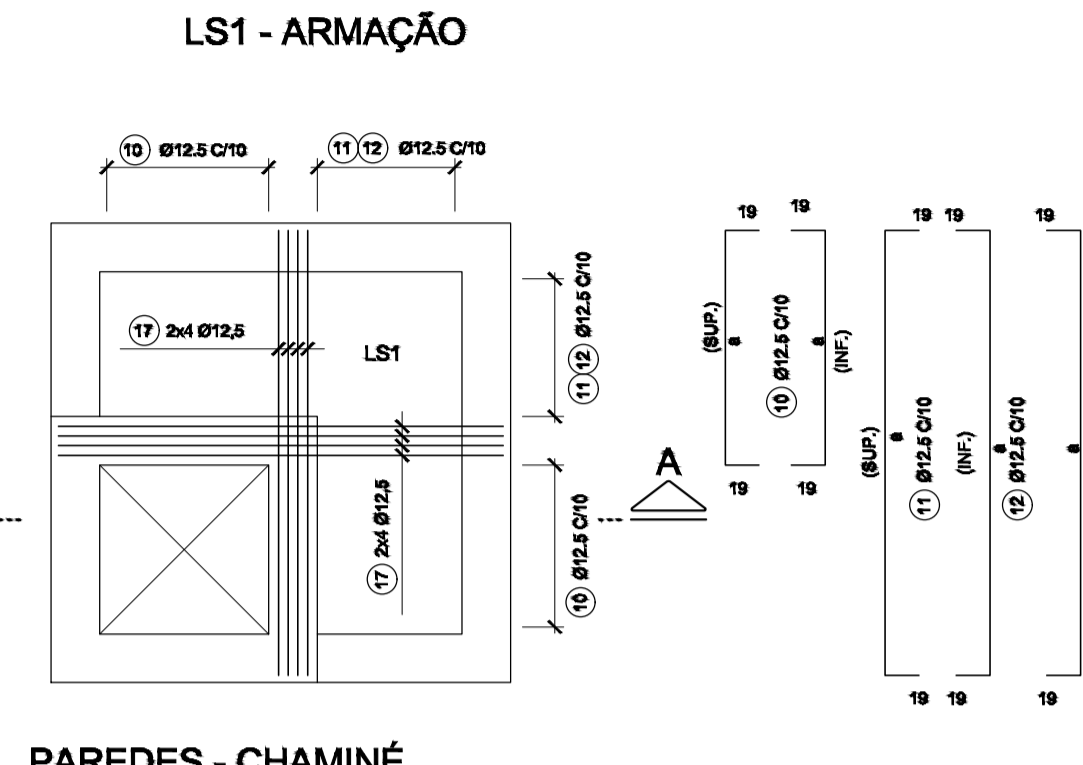 LS1 - ARMAÇÃO
10 Ø12.5 C/10
11 12 Ø12.5 C/10
17 2x4 Ø12,5
LS1
11 12 Ø12.5 C/10
17 2x4 Ø12,5
10 Ø12.5 C/10
A
19 19
(SUP.)
a
10 Ø12.5 C/10
a
(INF.)
19 19
19 19 19
(SUP.)
a
11 Ø12.5 C/10
(INF.)
a
12 Ø12.5 C/10
a
19 19 19
PAREDES - CHAMINÉ